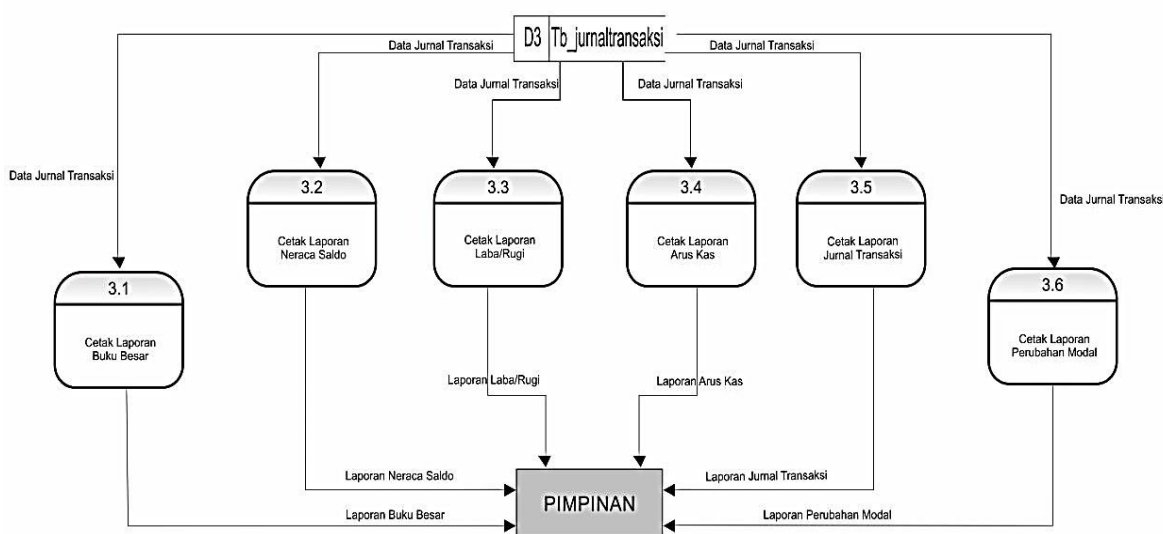 D3 Tb_jurnaltransaksi
Data Jurnal Transaksi
Data Jurnal Transaksi
Data Jurnal Transaksi
Data Jurnal Transaksi
Data Jurnal Transaksi
Data Jurnal Transaksi
3.2
Cetak Laporan
Neraca Saldo
3.3
Cetak Laporan
Laba/Rugi
3.4
Cetak Laporan
Arus Kas
3.5
Cetak Laporan
Jurnal Transaksi
3.1
Cetak Laporan
Buku Besar
3.6
Cetak Laporan
Perubahan Modal
Laporan Laba/Rugi
Laporan Arus Kas
Laporan Neraca Saldo
Laporan Jurnal Transaksi
PIMPINAN
Laporan Buku Besar
Laporan Perubahan Modal